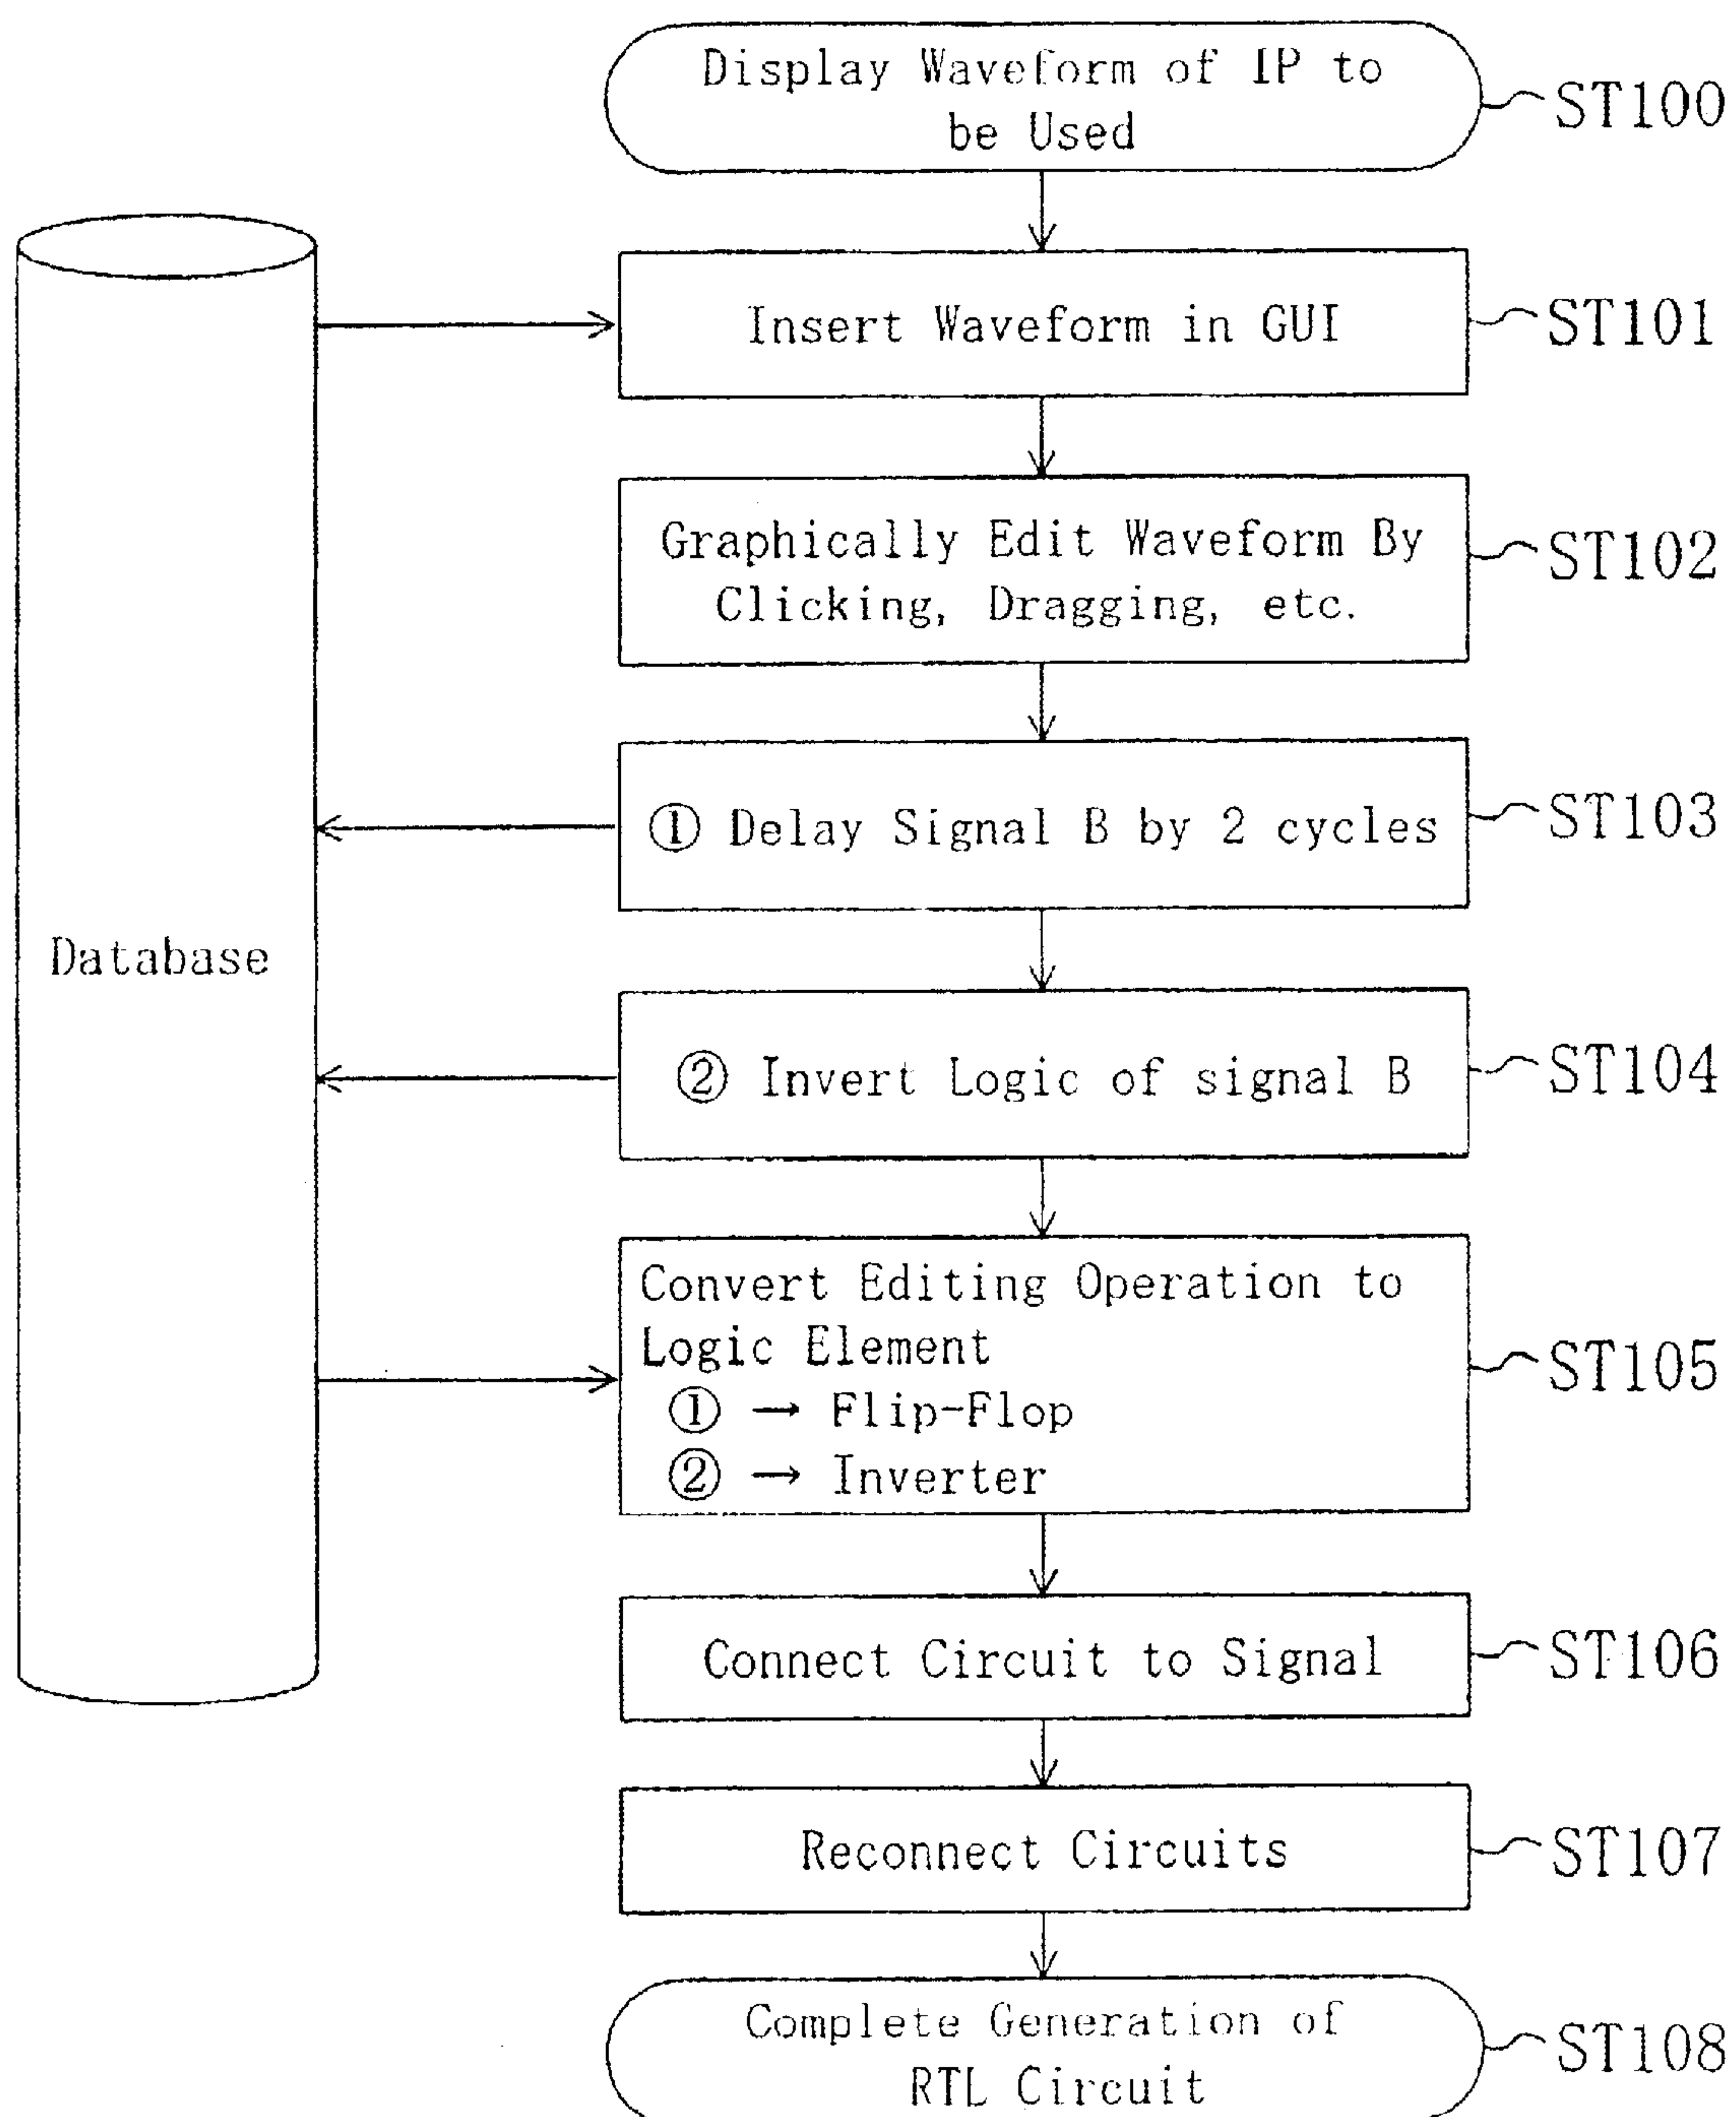 Display Waveform of IP to
be Used
ST100
Insert Waveform in GUI
ST101
Graphically Edit Waveform By
Clicking, Dragging, etc.
ST102
① Delay Signal B by 2 cycles
ST103
Database
② Invert Logic of signal B
ST104
Convert Editing Operation to
Logic Element
① → Flip-Flop
② → Inverter
ST105
Connect Circuit to Signal
ST106
Reconnect Circuits
ST107
Complete Generation of
RTL Circuit
ST108